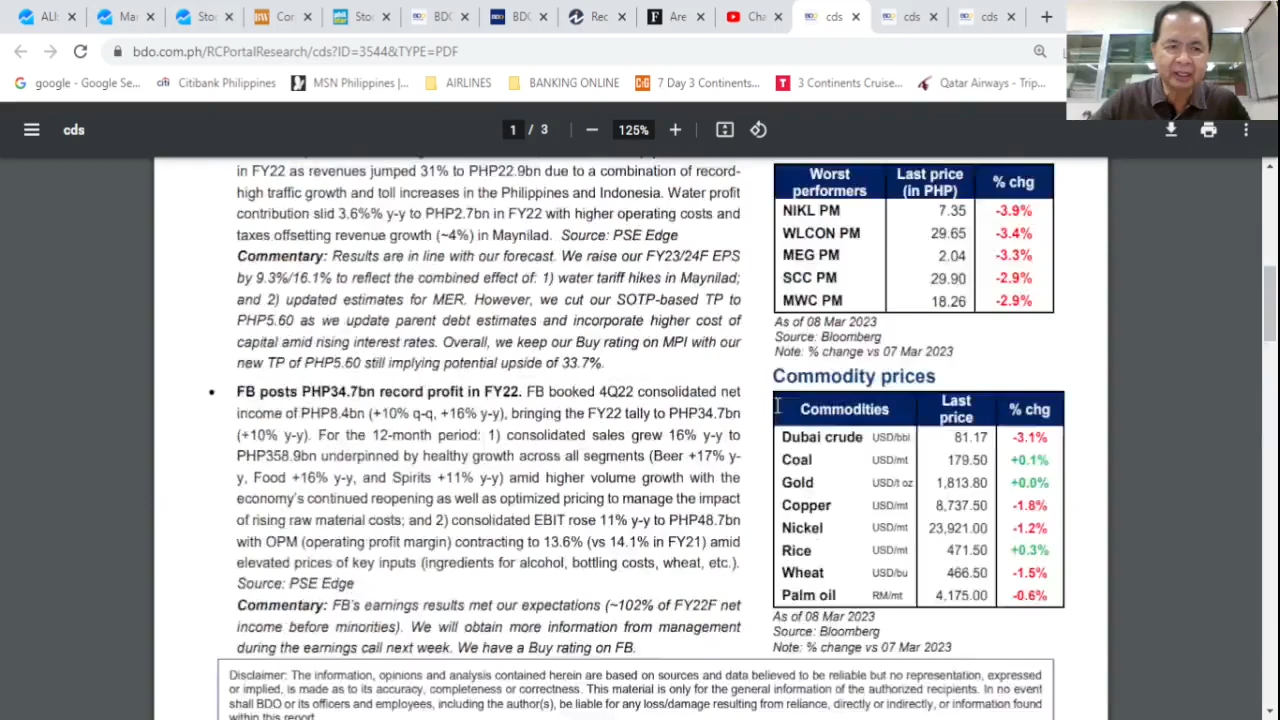 ALI:
Mar
Stoc
Con
Stoc
BDC
BDC
Rec
Are
Cha
cds
cds
cds
bdo.com.ph/RCPortalResearch/cds?ID=3544&TYPE=PDF
google - Google Se...
Citibank Philippines
MSN Philippines |...
AIRLINES
BANKING ONLINE
7 Day 3 Continents...
3 Continents Cruise...
Qatar Airways - Trip...
cds
1 / 3
125%
in FY22 as revenues jumped 31% to PHP22.9bn due to a combination of record-
high traffic growth and toll increases in the Philippines and Indonesia. Water profit
contribution slid 3.6%% y-y to PHP2.7bn in FY22 with higher operating costs and
taxes offsetting revenue growth (~4%) in Maynilad. Source: PSE Edge
Commentary: Results are in line with our forecast. We raise our FY23/24F EPS
by 9.3%/16.1% to reflect the combined effect of: 1) water tariff hikes in Maynilad;
and 2) updated estimates for MER. However, we cut our SOTP-based TP to
PHP5.60 as we update parent debt estimates and incorporate higher cost of
capital amid rising interest rates. Overall, we keep our Buy rating on MPI with our
new TP of PHP5.60 still implying potential upside of 33.7%.
• FB posts PHP34.7bn record profit in FY22. FB booked 4Q22 consolidated net
income of PHP8.4bn (+10% q-q, +16% y-y), bringing the FY22 tally to PHP34.7bn
(+10% y-y). For the 12-month period: 1) consolidated sales grew 16% y-y to
PHP358.9bn underpinned by healthy growth across all segments (Beer +17% y-
y, Food +16% y-y, and Spirits +11% y-y) amid higher volume growth with the
economy's continued reopening as well as optimized pricing to manage the impact
of rising raw material costs; and 2) consolidated EBIT rose 11% y-y to PHP48.7bn
with OPM (operating profit margin) contracting to 13.6% (vs 14.1% in FY21) amid
elevated prices of key inputs (ingredients for alcohol, bottling costs, wheat, etc.).
Source: PSE Edge
Commentary: FB's earnings results met our expectations (~102% of FY22F net
income before minorities). We will obtain more information from management
during the earnings call next week. We have a Buy rating on FB.
Worst performers Last price (in PHP) % chg
NIKL PM 7.35 -3.9%
WLCON PM 29.65 -3.4%
MEG PM 2.04 -3.3%
SCC PM 29.90 -2.9%
MWC PM 18.26 -2.9%
As of 08 Mar 2023
Source: Bloomberg
Note: % change vs 07 Mar 2023
Commodity prices
Commodities Last price % chg
Dubai crude USD/bbl 81.17 -3.1%
Coal USD/mt 179.50 +0.1%
Gold USD/t oz 1,813.80 +0.0%
Copper USD/mt 8,737.50 -1.8%
Nickel USD/mt 23,921.00 -1.2%
Rice USD/mt 471.50 +0.3%
Wheat USD/bu 466.50 -1.5%
Palm oil RM/mt 4,175.00 -0.6%
As of 08 Mar 2023
Source: Bloomberg
Note: % change vs 07 Mar 2023
Disclaimer: The information, opinions and analysis contained herein are based on sources and data believed to be reliable but no representation, expressed
or implied, is made as to its accuracy, completeness or correctness. This material is only for the general information of the authorized recipients. In no event
shall BDO or its officers and employees, including the author(s), be liable for any loss/damage resulting from reliance, directly or indirectly, or information found
within this report.